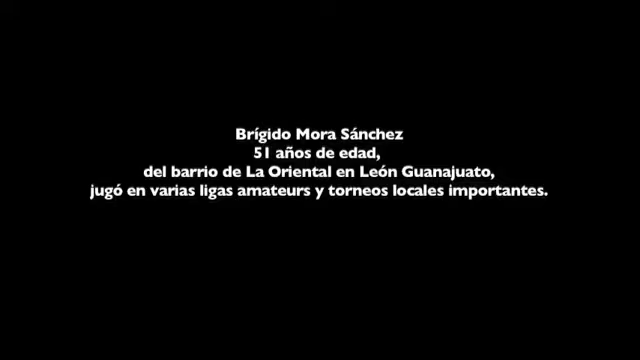 Brígido Mora Sánchez
51 años de edad,
del barrio de La Oriental en León Guanajuato,
jugó en varias ligas amateurs y torneos locales importantes.